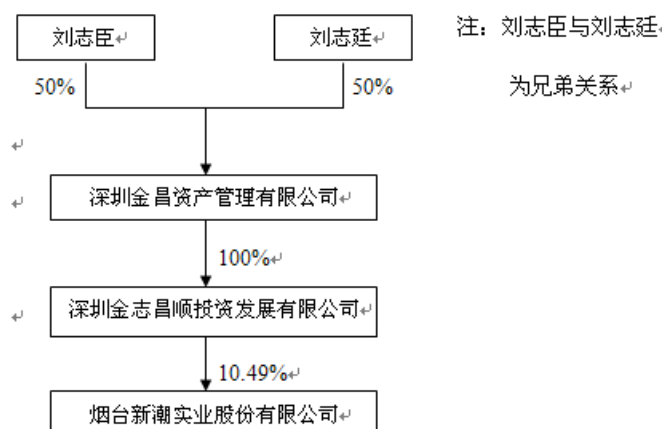 刘志臣
刘志廷
注：刘志臣与刘志廷
为兄弟关系
50%
50%
深圳金昌资产管理有限公司
100%
深圳金志昌顺投资发展有限公司
10.49%
烟台新潮实业股份有限公司